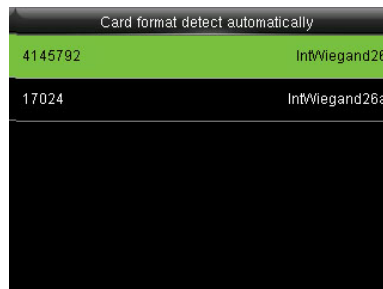 Card format detect automatically
4145792 IntWiegand26
17024 IntWiegand26a